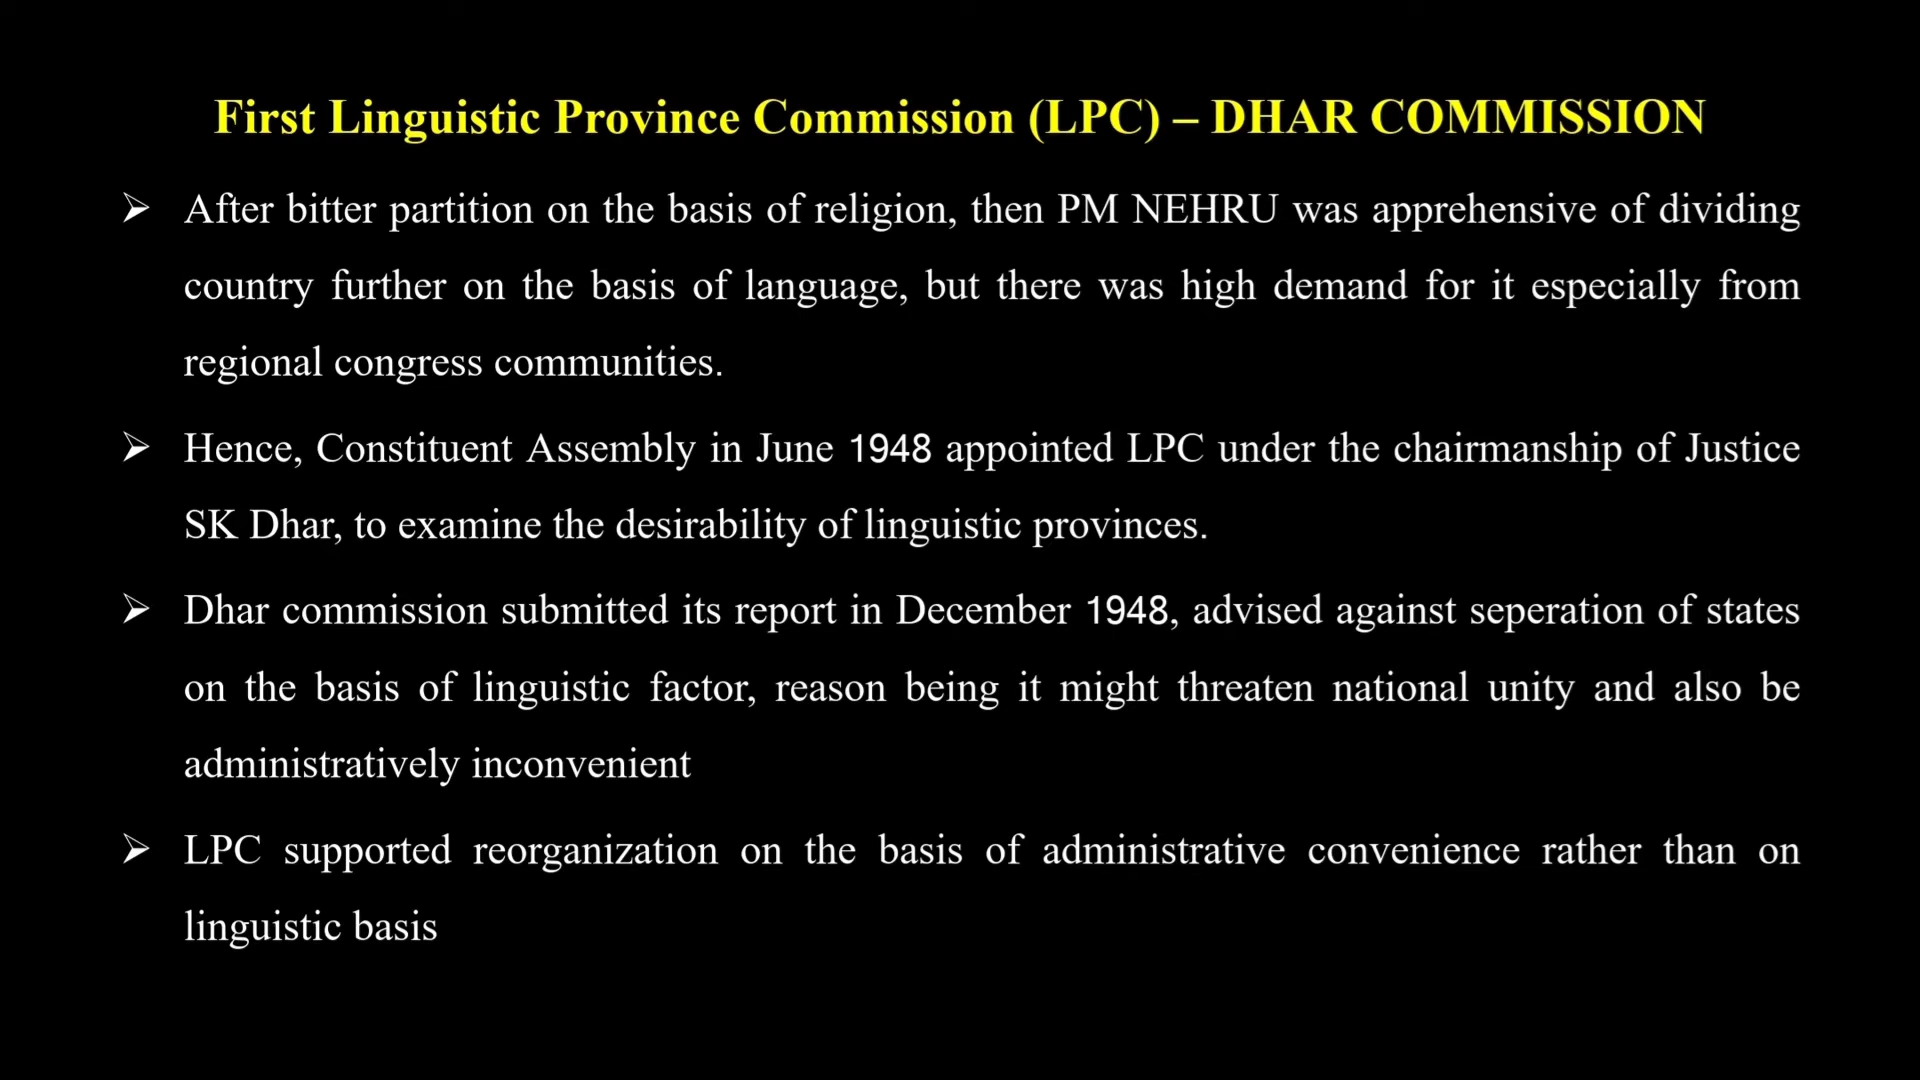 First Linguistic Province Commission (LPC) – DHAR COMMISSION
➢ After bitter partition on the basis of religion, then PM NEHRU was apprehensive of dividing
country further on the basis of language, but there was high demand for it especially from
regional congress communities.
➢ Hence, Constituent Assembly in June 1948 appointed LPC under the chairmanship of Justice
SK Dhar, to examine the desirability of linguistic provinces.
➢ Dhar commission submitted its report in December 1948, advised against seperation of states
on the basis of linguistic factor, reason being it might threaten national unity and also be
administratively inconvenient
➢ LPC supported reorganization on the basis of administrative convenience rather than on
linguistic basis